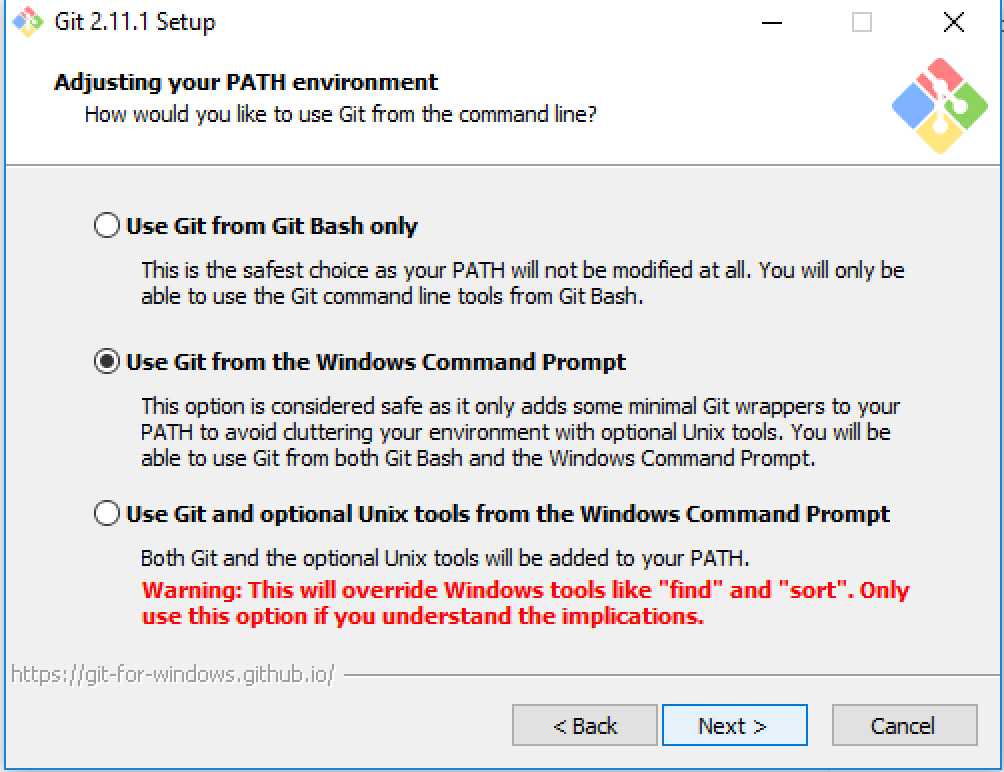 Git 2.11.1 Setup
Adjusting your PATH environment
How would you like to use Git from the command line?
Use Git from Git Bash only
This is the safest choice as your PATH will not be modified at all. You will only be
able to use the Git command line tools from Git Bash.
Use Git from the Windows Command Prompt
This option is considered safe as it only adds some minimal Git wrappers to your
PATH to avoid cluttering your environment with optional Unix tools. You will be
able to use Git from both Git Bash and the Windows Command Prompt.
Use Git and optional Unix tools from the Windows Command Prompt
Both Git and the optional Unix tools will be added to your PATH.
Warning: This will override Windows tools like "find" and "sort". Only
use this option if you understand the implications.
https://git-for-windows.github.io/
< Back Next > Cancel